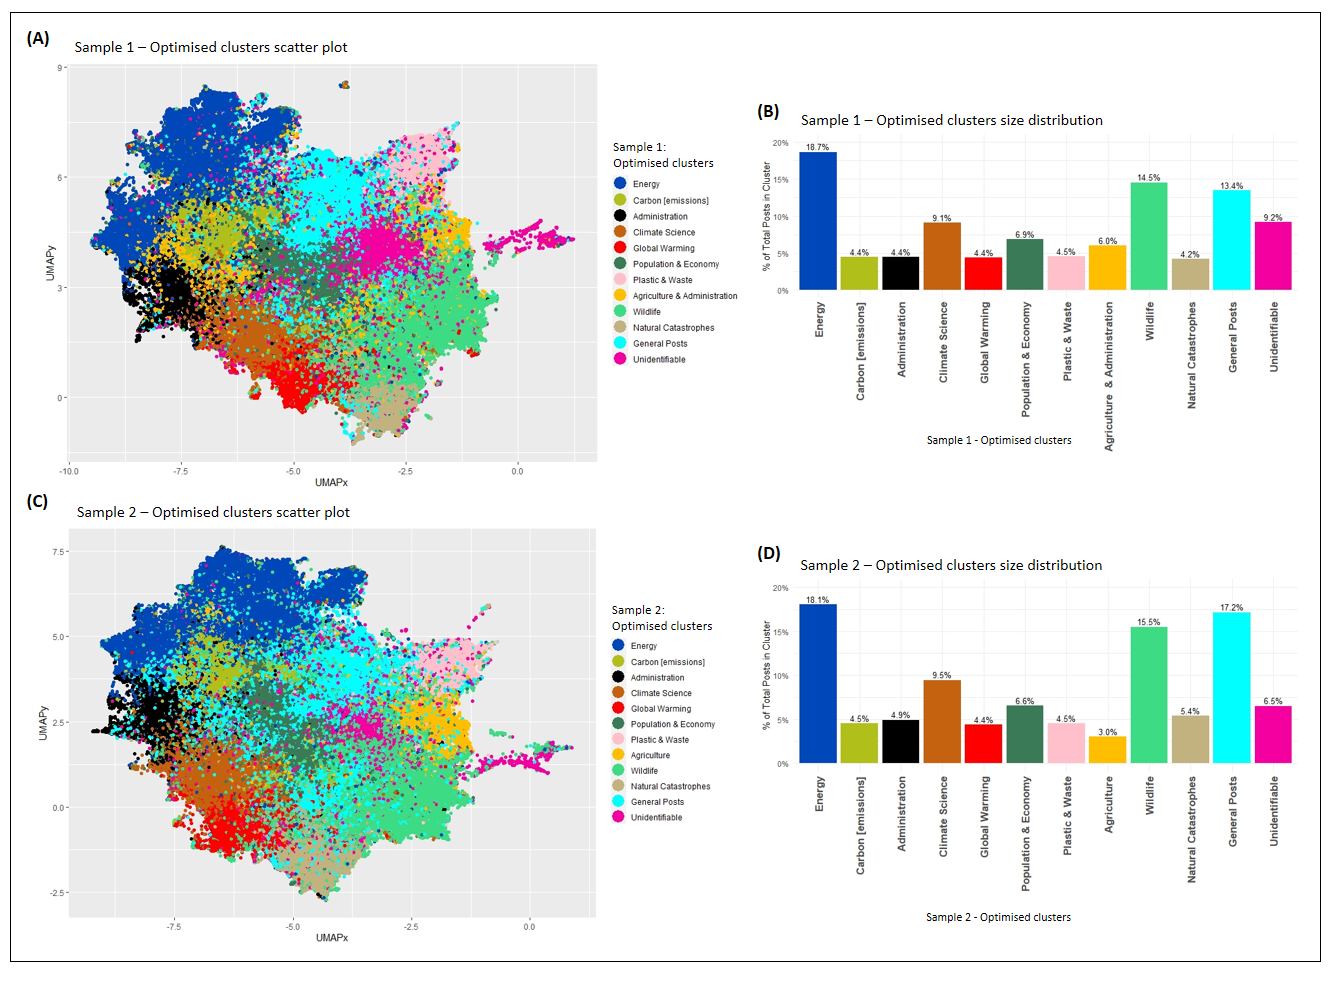 (A)
Sample 1 – Optimised clusters scatter plot
9
6
3
0
UMAPy
-10.0
-7.5
-5.0
-2.5
0.0
UMAPx
Sample 1:
Optimised clusters
Energy
Carbon [emissions]
Administration
Climate Science
Global Warming
Population & Economy
Plastic & Waste
Agriculture & Administration
Wildlife
Natural Catastrophes
General Posts
Unidentifiable
(B)
Sample 1 – Optimised clusters size distribution
% of Total Posts in Cluster
20%
15%
10%
5%
0%
18.7%
4.4%
4.4%
9.1%
4.4%
6.9%
4.5%
6.0%
14.5%
4.2%
13.4%
9.2%
Energy
Carbon [emissions]
Administration
Climate Science
Global Warming
Population & Economy
Plastic & Waste
Agriculture & Administration
Wildlife
Natural Catastrophes
General Posts
Unidentifiable
Sample 1 - Optimised clusters
(C)
Sample 2 – Optimised clusters scatter plot
7.5
5.0
2.5
0.0
-2.5
UMAPy
-7.5
-5.0
-2.5
0.0
UMAPx
Sample 2:
Optimised clusters
Energy
Carbon [emissions]
Administration
Climate Science
Global Warming
Population & Economy
Plastic & Waste
Agriculture
Wildlife
Natural Catastrophes
General Posts
Unidentifiable
(D)
Sample 2 – Optimised clusters size distribution
% of Total Posts in Cluster
20%
15%
10%
5%
0%
18.1%
4.5%
4.9%
9.5%
4.4%
6.6%
4.5%
3.0%
15.5%
5.4%
17.2%
6.5%
Energy
Carbon [emissions]
Administration
Climate Science
Global Warming
Population & Economy
Plastic & Waste
Agriculture
Wildlife
Natural Catastrophes
General Posts
Unidentifiable
Sample 2 - Optimised clusters